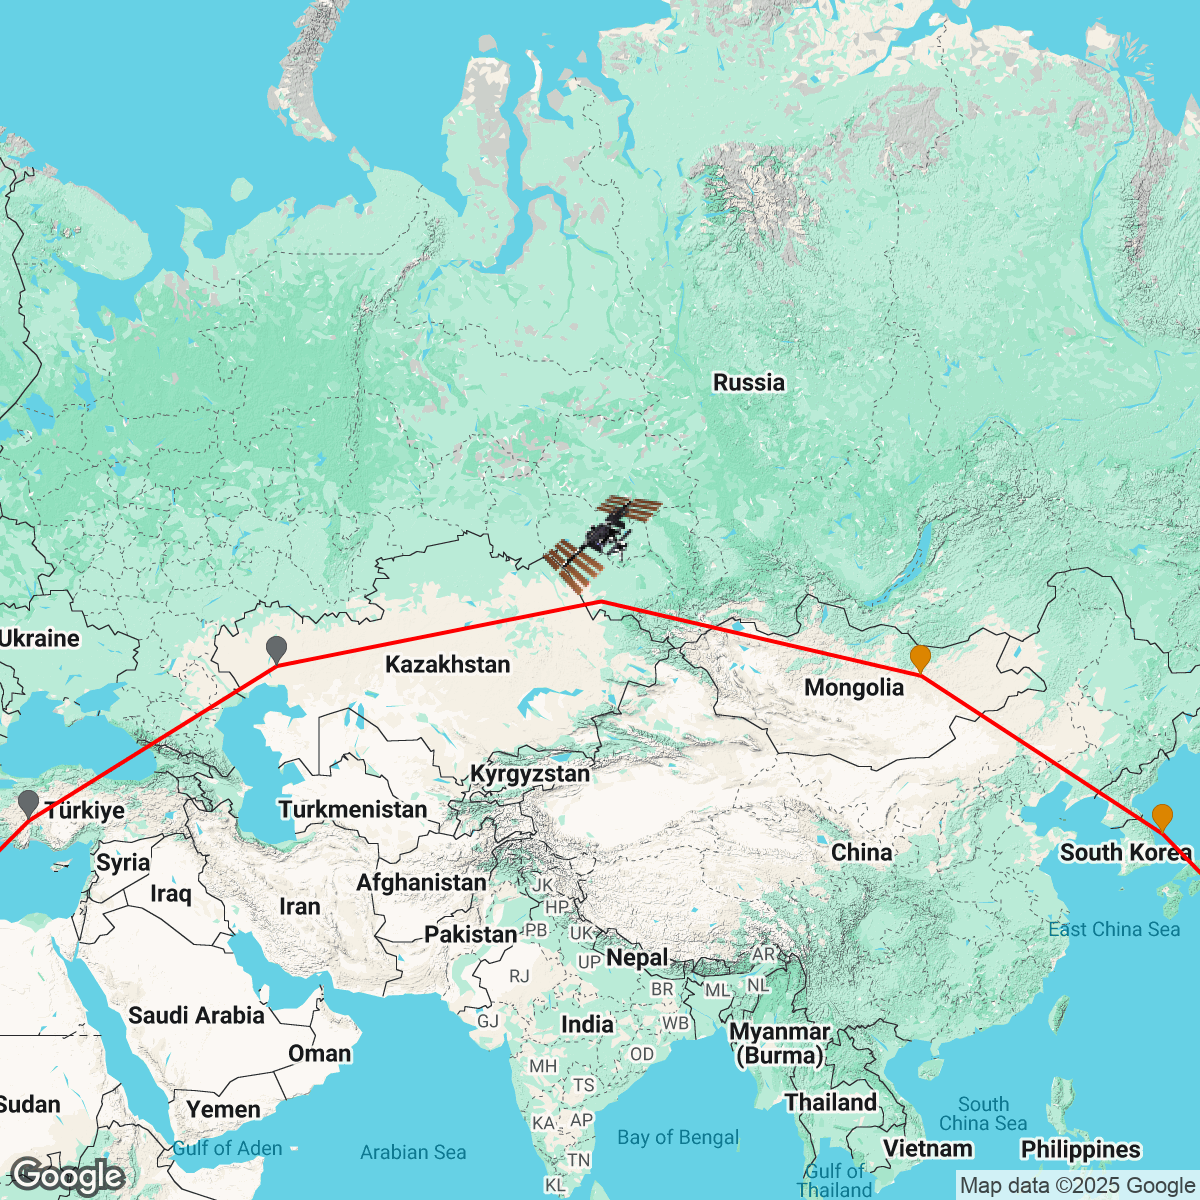 Russia
Ukraine
Kazakhstan
Mongolia
Kyrgyzstan
Türkiye
Turkmenistan
China
South Korea
Syria
Afghanistan
JK
Iraq
Iran
HP
Pakistan
PB
UK
East China Sea
Nepal
AR
UP
RJ
NL
BR
ML
Saudi Arabia
GJ
India
WB
Myanmar
(Burma)
Oman
OD
MH
TS
Sudan
Yemen
Thailand
South
China Sea
KA
AP
Gulf of Aden
Arabian Sea
Bay of Bengal
Vietnam
Philippines
TN
Gulf of
Thailand
KL
Google
Map data ©2025 Google